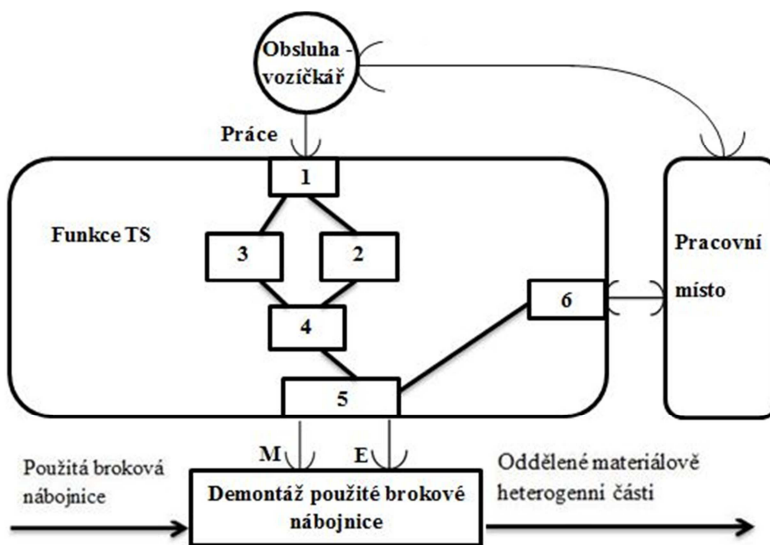 Obsluha -
vozíčkář
Práce
1
Funkce TS
3
2
Pracovní
místo
6
4
5
M
E
Použitá broková
nábojnice
Demontáž použité brokové
nábojnice
Oddělené materiálově
heterogenní části